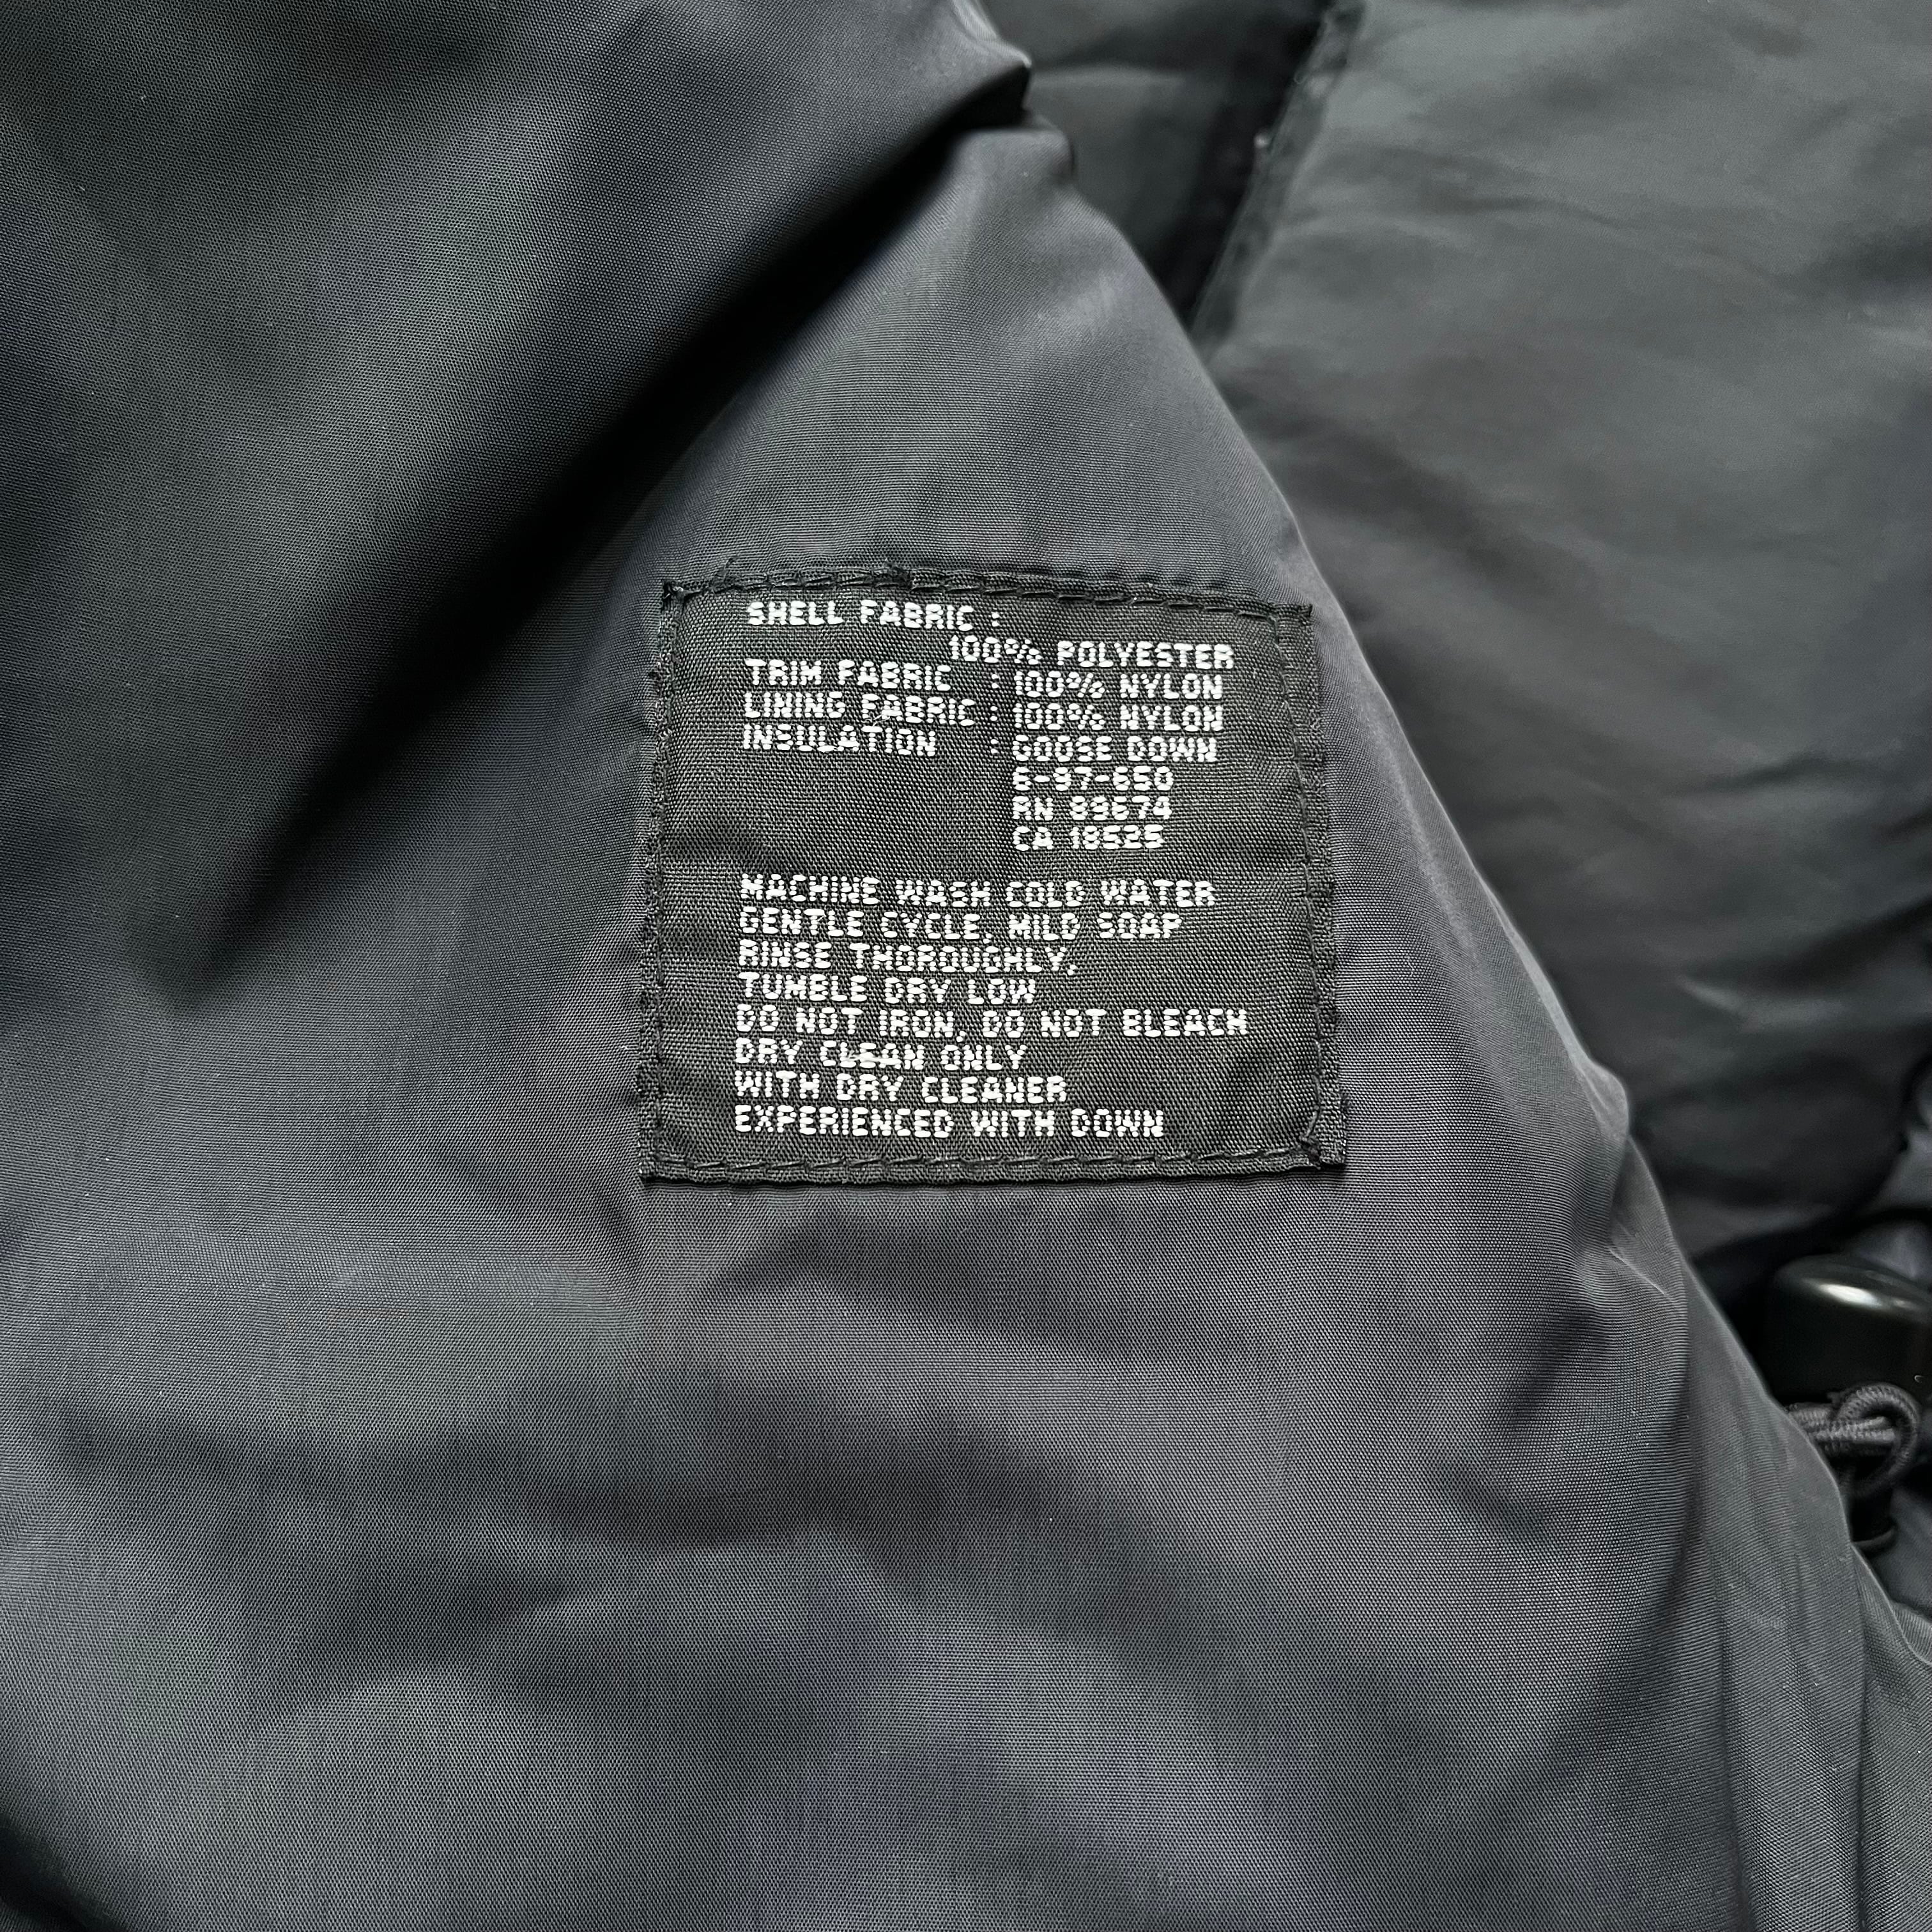 SHELL FABRIC :
100% POLYESTER
TRIM FABRIC : 100% NYLON
LINING FABRIC : 100% NYLON
INSULATION : GOOSE DOWN
6-97-650
RN
CA 18525
MACHINE WASH COLD WATER
GENTLE CYCLE, MILD SOAP
RINSE THOROUGHLY,
TUMBLE DRY LOW
DO NOT IRON, DO NOT BLEACH
DRY CLEAN ONLY
WITH DRY CLEANER
EXPERIENCED WITH DOWN